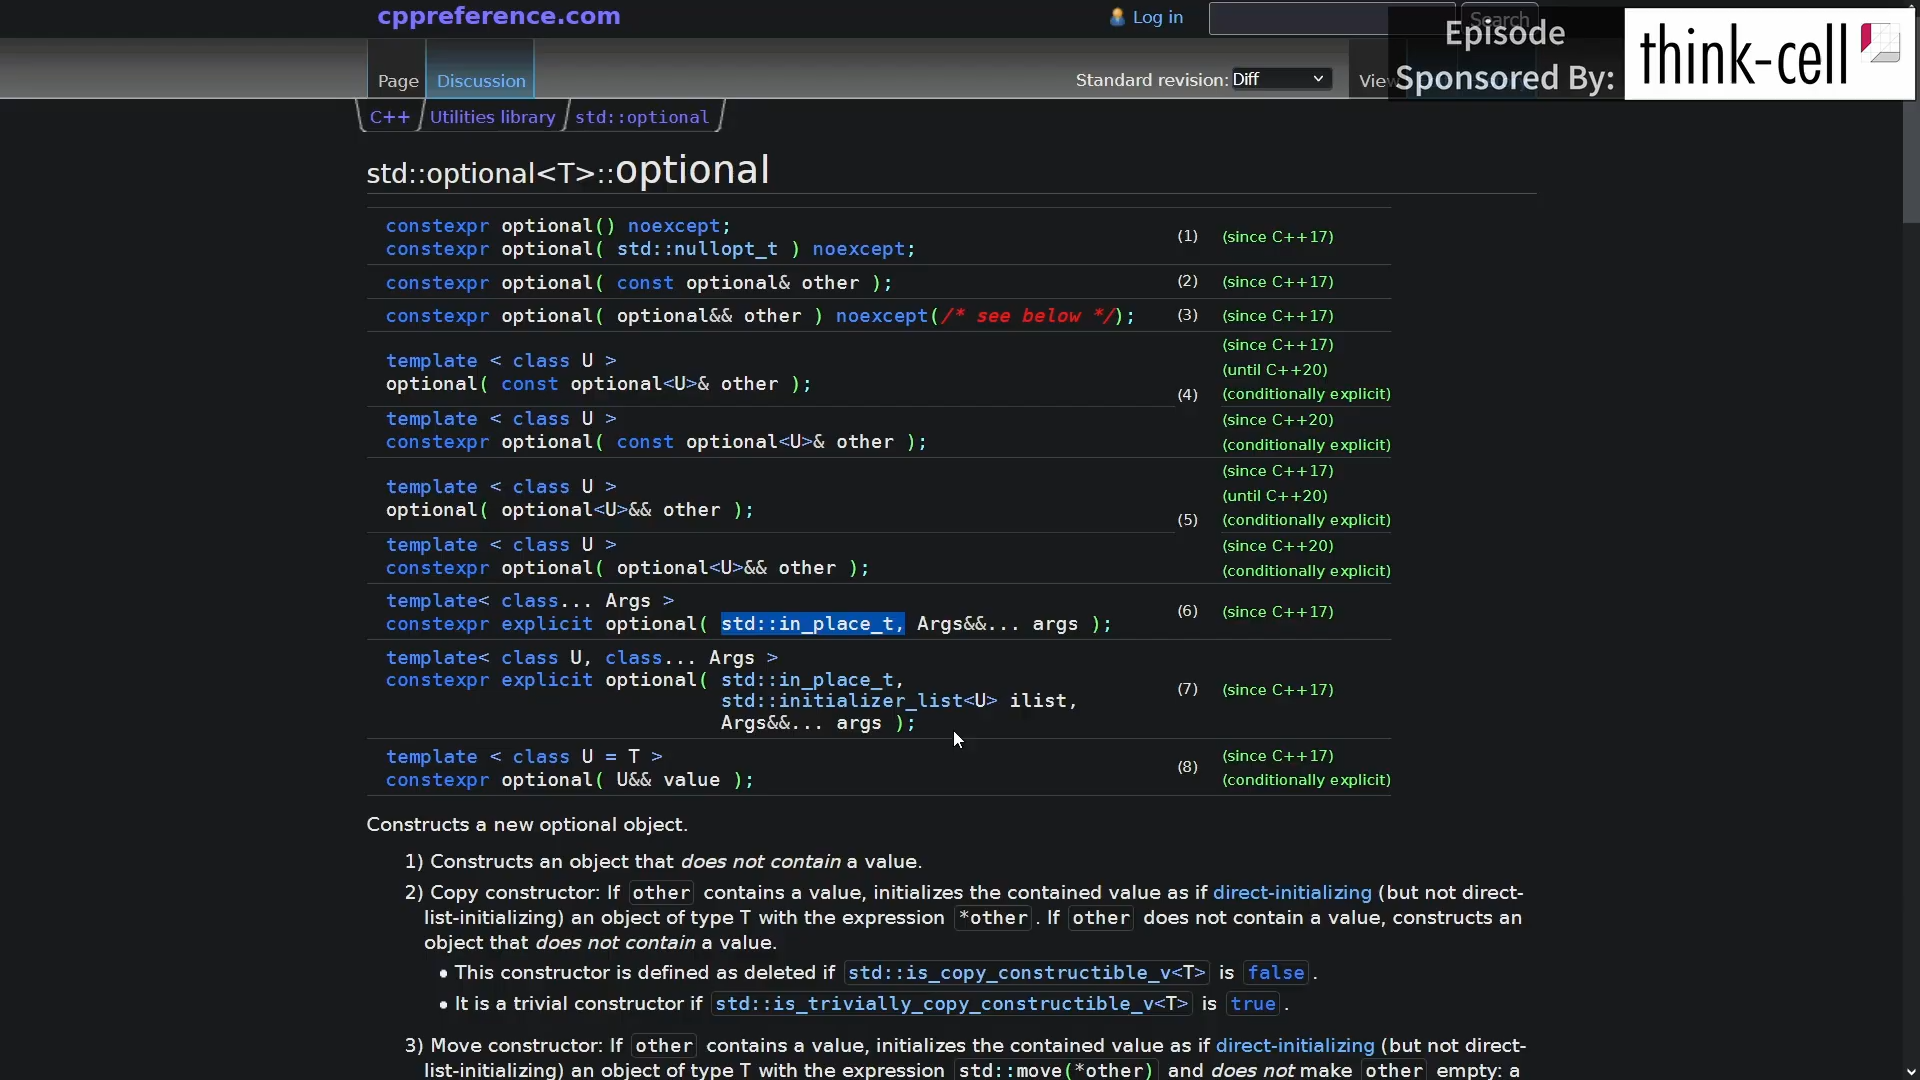 cppreference.com
Log in
Search
Episode
Sponsored By:
think-cell
Page
Discussion
Standard revision: Diff
C++
Utilities library
std::optional
std::optional<T>::optional
constexpr optional() noexcept;
constexpr optional( std::nullopt_t ) noexcept;
(1)
(since C++17)
constexpr optional( const optional& other );
(2)
(since C++17)
constexpr optional( optional&& other ) noexcept(/* see below */);
(3)
(since C++17)
template < class U >
optional( const optional<U>& other );
(since C++17)
(until C++20)
(conditionally explicit)
(4)
template < class U >
constexpr optional( const optional<U>& other );
(since C++20)
(conditionally explicit)
template < class U >
optional( optional<U>&& other );
(since C++17)
(until C++20)
(conditionally explicit)
(5)
template < class U >
constexpr optional( optional<U>&& other );
(since C++20)
(conditionally explicit)
template< class... Args >
constexpr explicit optional( std::in_place_t, Args&&... args );
(6)
(since C++17)
template< class U, class... Args >
constexpr explicit optional( std::in_place_t,
std::initializer_list<U> ilist,
Args&&... args );
(7)
(since C++17)
template < class U = T >
constexpr optional( U&& value );
(8)
(since C++17)
(conditionally explicit)
Constructs a new optional object.
1) Constructs an object that does not contain a value.
2) Copy constructor: If other contains a value, initializes the contained value as if direct-initializing (but not direct-
list-initializing) an object of type T with the expression *other. If other does not contain a value, constructs an
object that does not contain a value.
• This constructor is defined as deleted if std::is_copy_constructible_v<T> is false.
• It is a trivial constructor if std::is_trivially_copy_constructible_v<T> is true.
3) Move constructor: If other contains a value, initializes the contained value as if direct-initializing (but not direct-
list-initializing) an object of type T with the expression std::move(*other) and does not make other empty: a